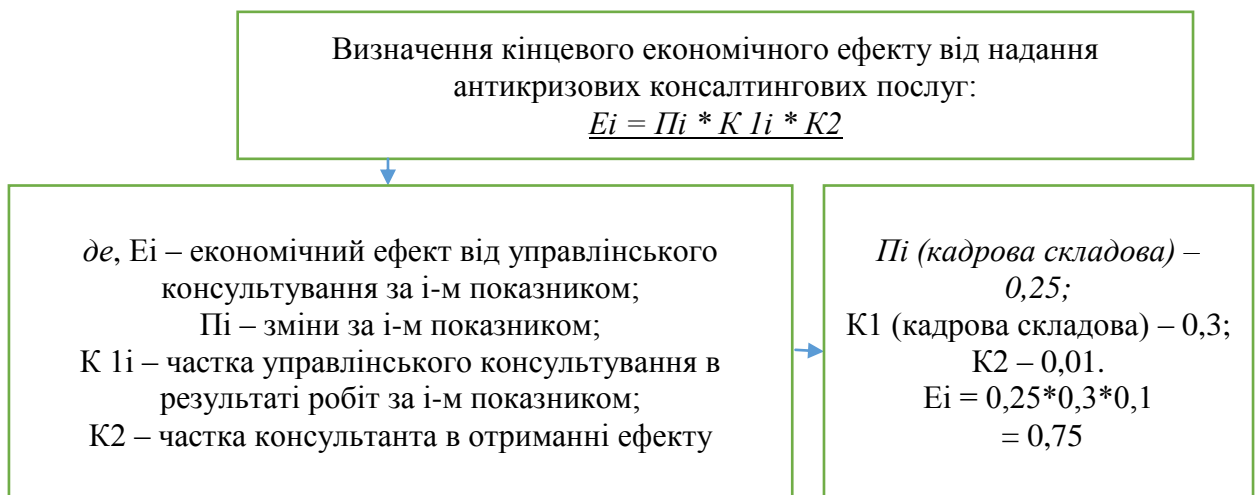 Визначення кінцевого економічного ефекту від надання
антикризових консалтингових послуг:
Еі = Пі * К 1і * К2
де, Еі – економічний ефект від управлінського
консультування за і-м показником;
Пі – зміни за і-м показником;
К 1і – частка управлінського консультування в
результаті робіт за і-м показником;
К2 – частка консультанта в отриманні ефекту
Пі (кадрова складова) –
0,25;
К1 (кадрова складова) – 0,3;
К2 – 0,01.
Еі = 0,25*0,3*0,1
= 0,75